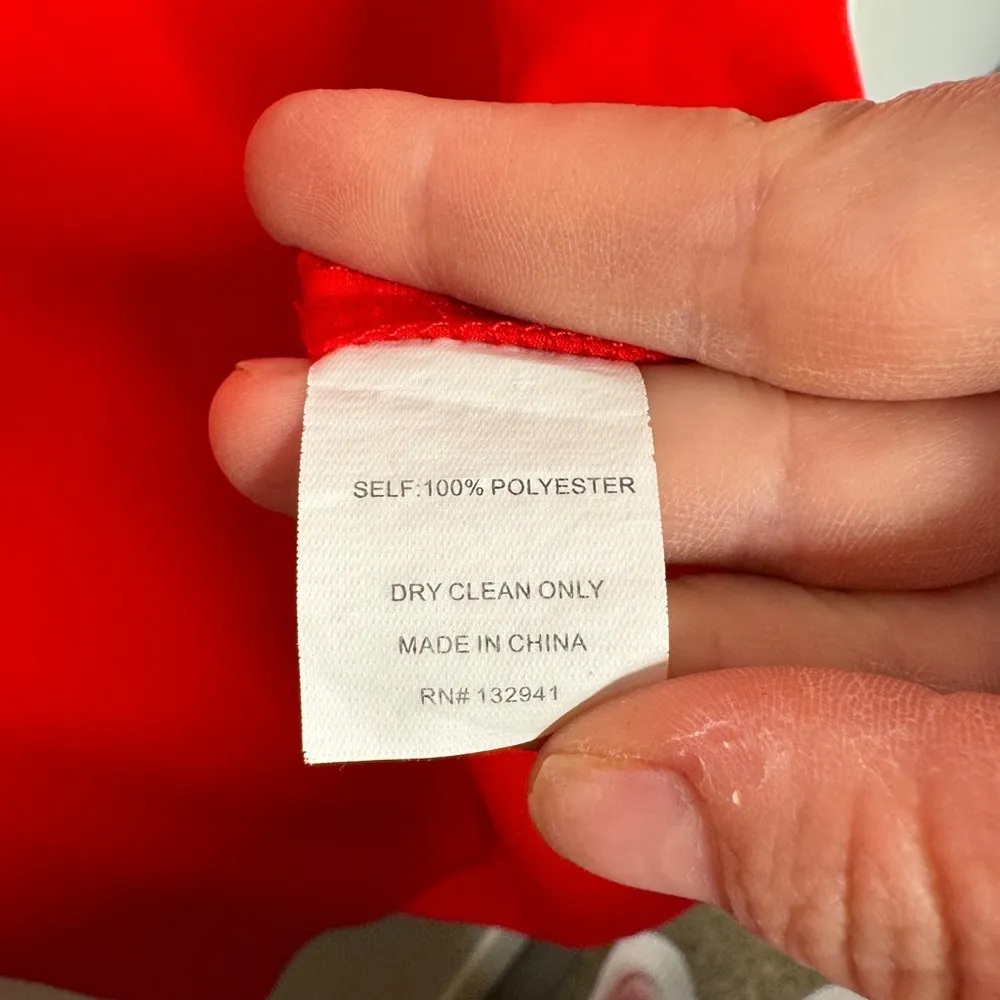 SELF:100% POLYESTER
DRY CLEAN ONLY
MADE IN CHINA
RN# 132941